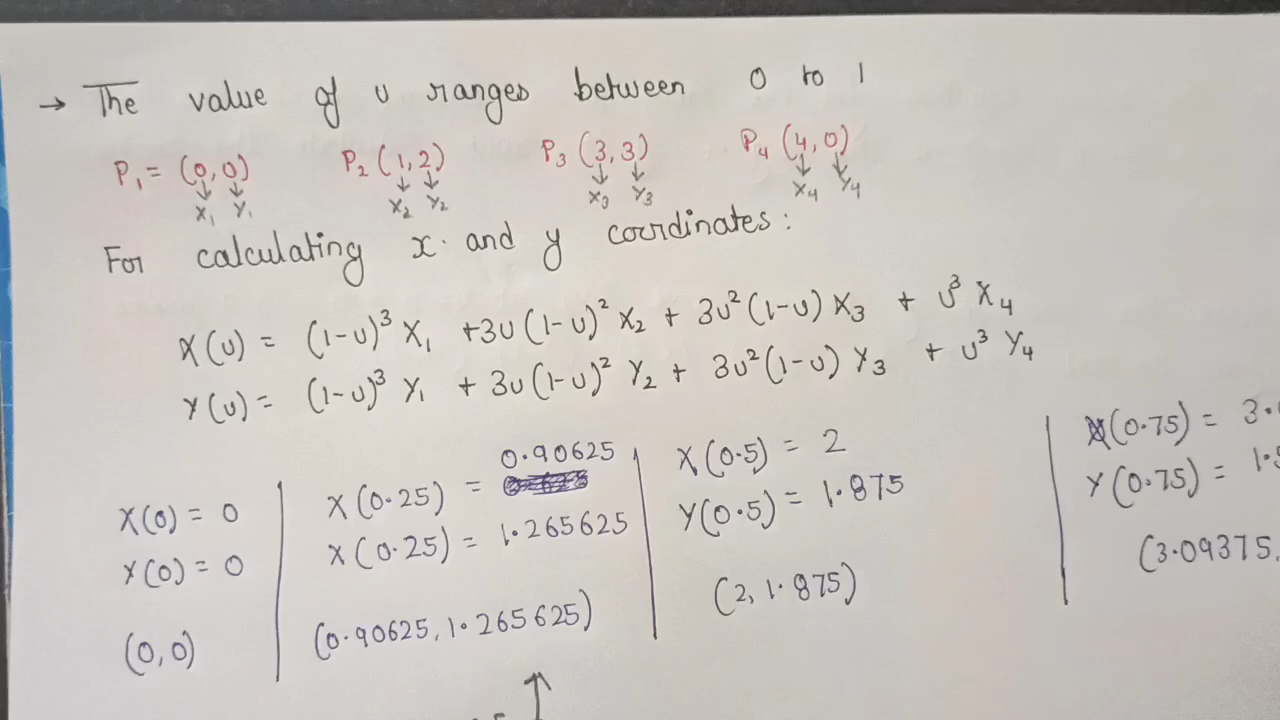 → The value of u ranges between 0 to 1
P₁ = (0,0) P₂ (1,2) P₃ (3,3) P₄ (4,0)
X₁ Y₁ X₂ Y₂ X₃ Y₃ X₄ Y₄
For calculating x and y coordinates:
X(u) = (1-u)³ X₁ + 3u(1-u)² X₂ + 3u²(1-u) X₃ + u³ X₄
Y(u) = (1-u)³ Y₁ + 3u(1-u)² Y₂ + 3u²(1-u) Y₃ + u³ Y₄
X(0) = 0
Y(0) = 0
(0,0)
X(0.25) = 0.90625
X(0.25) = 1.265625
(0.90625, 1.265625)
X(0.5) = 2
Y(0.5) = 1.875
(2, 1.875)
X(0.75) = 3.
Y(0.75) = 1.
(3.09375,